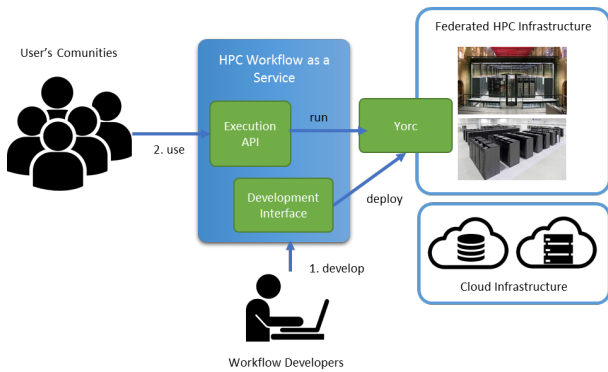 User's Comunities
HPC Workflow as a
Service
Federated HPC Infrastructure
Execution
API
run
Yorc
2. use
Development
Interface
deploy
1. develop
Cloud Infrastructure
Workflow Developers